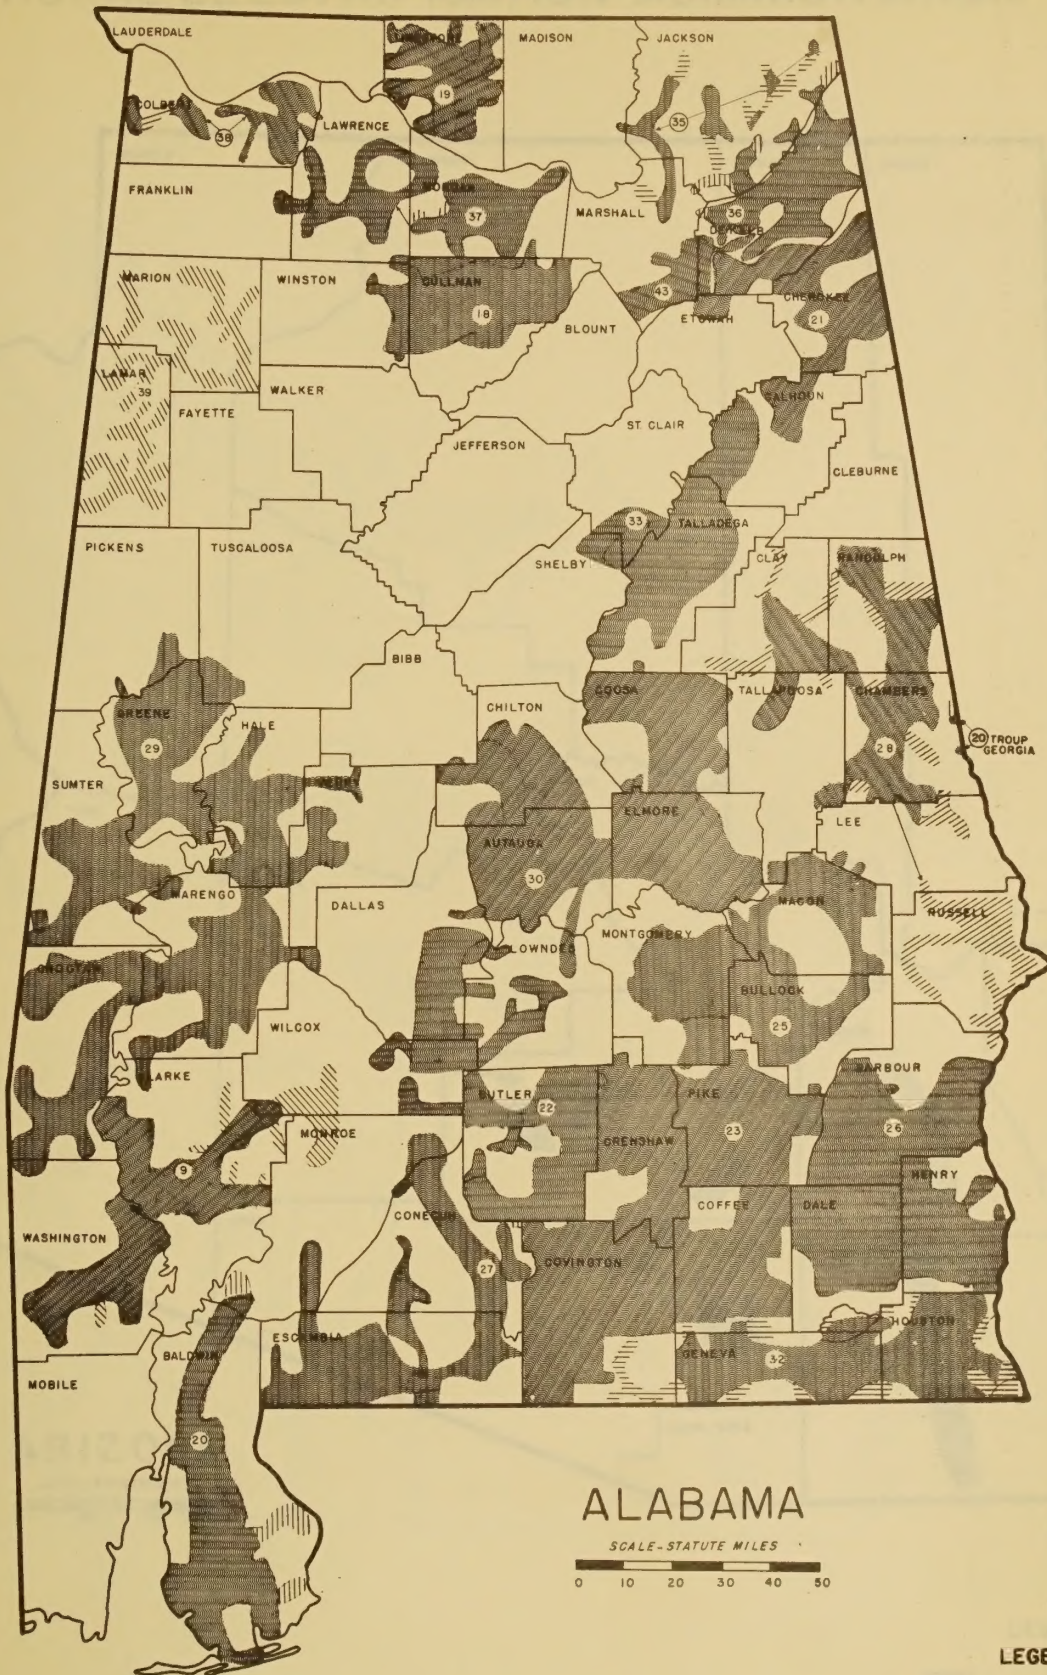 LAUDERDALE
LIMESTONE
MADISON
JACKSON
COLBERT
19
35
38
LAWRENCE
FRANKLIN
MORGAN
37
MARSHALL
36
DE KALB
MARION
WINSTON
CULLMAN
18
43
CHEROKEE
BLOUNT
ETOWAH
21
LAMAR
39
WALKER
FAYETTE
CALHOUN
JEFFERSON
ST. CLAIR
CLEBURNE
33
TALLADEGA
PICKENS
TUSCALOOSA
SHELBY
CLAY
RANDOLPH
BIBB
COOSA
TALLAPOOSA
CHAMBERS
GREENE
HALE
CHILTON
29
28
20 TROUP
GEORGIA
SUMTER
PERRY
ELMORE
LEE
AUTAUGA
30
MARENGO
DALLAS
MACON
RUSSELL
LOWNDES
MONTGOMERY
CHOCTAW
BULLOCK
25
WILCOX
CLARKE
BARBOUR
BUTLER
22
PIKE
23
26
MONROE
CRENSHAW
9
HENRY
CONECUH
COFFEE
DALE
WASHINGTON
27
COVINGTON
ESCAMBIA
HOUSTON
BALDWIN
GENEVA
32
MOBILE
20
ALABAMA
SCALE-STATUTE MILES
0 10 20 30 40 50